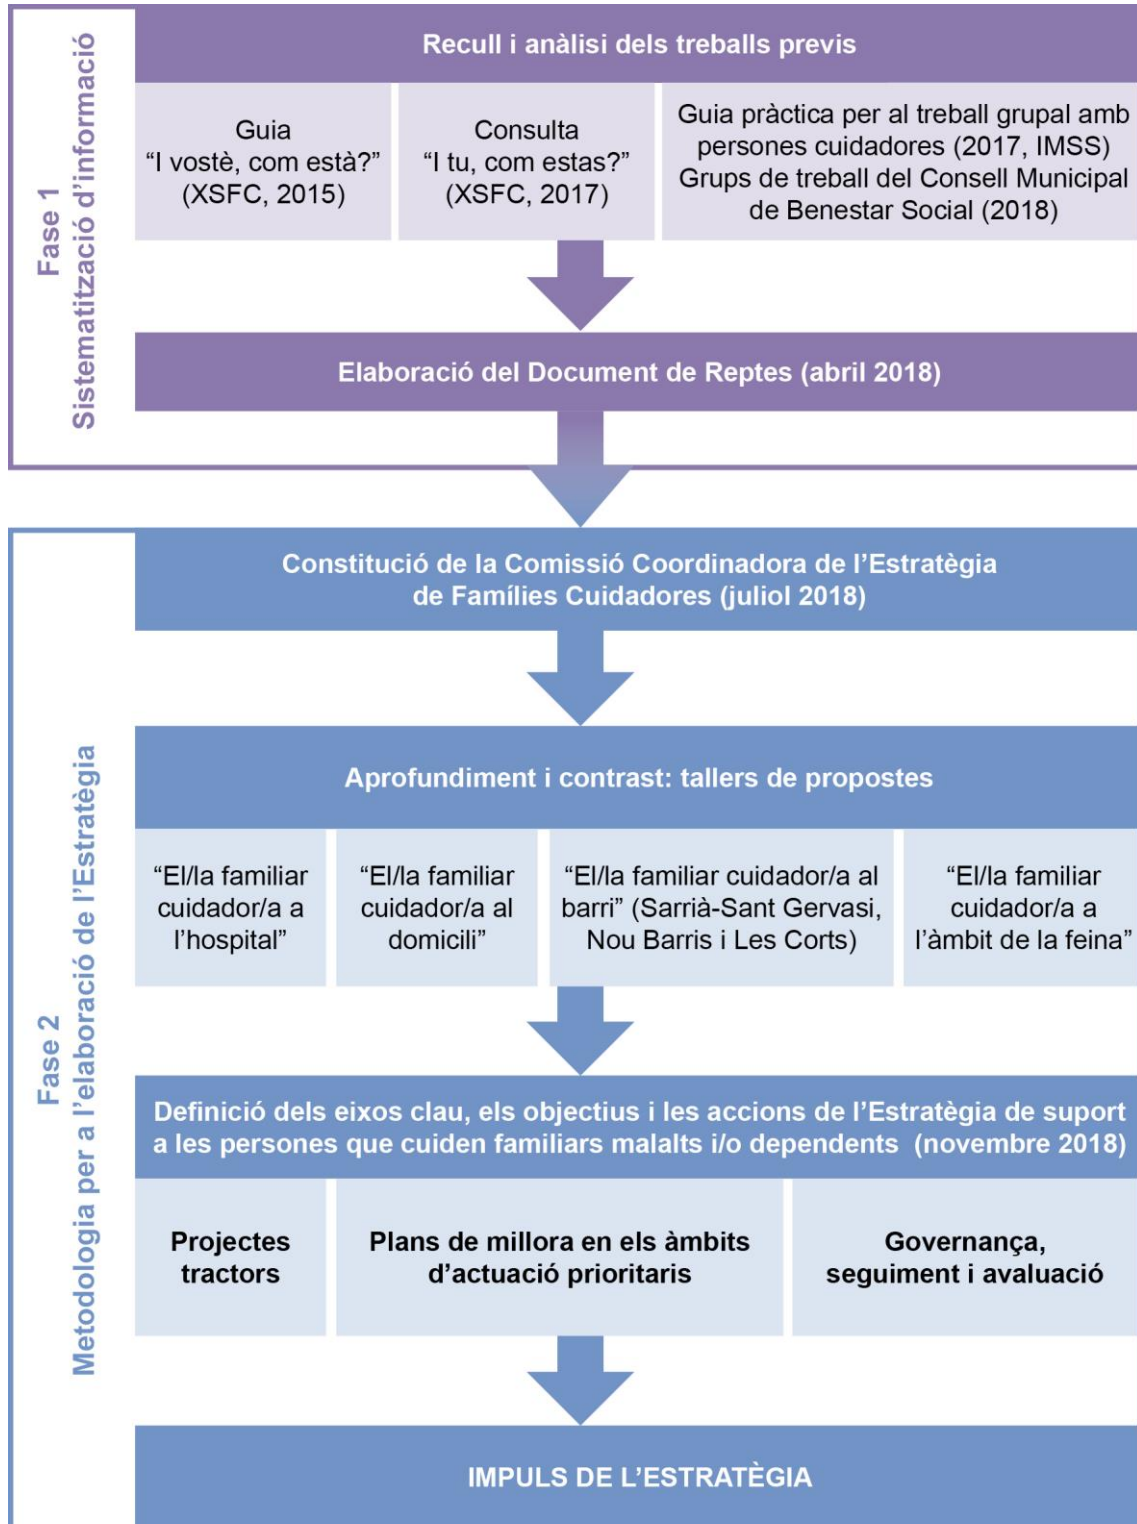 Fase 1
Sistematització d’informació
Recull i anàlisi dels treballs previs
Guia
“I vostè, com està?”
(XSFC, 2015)
Consulta
“I tu, com estas?”
(XSFC, 2017)
Guia pràctica per al treball grupal amb
persones cuidadores (2017, IMSS)
Grups de treball del Consell Municipal
de Benestar Social (2018)
Elaboració del Document de Reptes (abril 2018)
Fase 2
Metodologia per a l’elaboració de l’Estratègia
Constitució de la Comissió Coordinadora de l’Estratègia
de Famílies Cuidadores (juliol 2018)
Aprofundiment i contrast: tallers de propostes
“El/la familiar
cuidador/a a
l’hospital”
“El/la familiar
cuidador/a al
domicili”
“El/la familiar cuidador/a al
barri” (Sarrià-Sant Gervasi,
Nou Barris i Les Corts)
“El/la familiar
cuidador/a a
l’àmbit de la feina”
Definició dels eixos clau, els objectius i les accions de l’Estratègia de suport
a les persones que cuiden familiars malalts i/o dependents (novembre 2018)
Projectes
tractors
Plans de millora en els àmbits
d’actuació prioritaris
Governança,
seguiment i avaluació
IMPULS DE L’ESTRATÈGIA